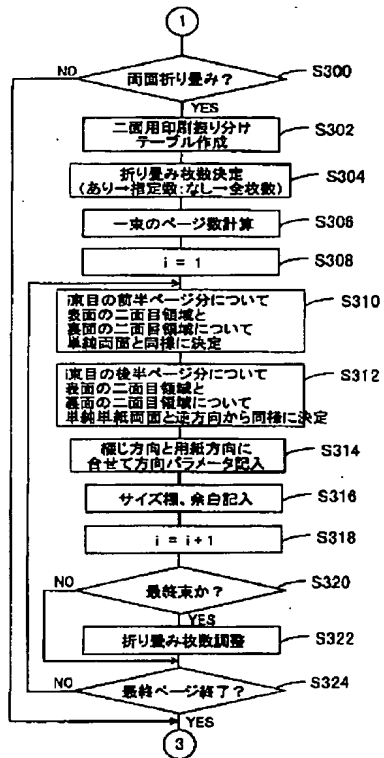 1
NO
両面折り畳み?
S300
YES
二面用印刷振り分け
テーブル作成
S302
折り畳み枚数決定
(あり→指定数:なし→全枚数)
S304
一束のページ数計算
S306
i = 1
S308
i束目の前半ページ分について
表面の二面目領域と
裏面の二面目領域について
単純両面と同様に決定
S310
i束目の後半ページ分について
表面の二面目領域と
裏面の二面目領域について
単純単紙両面と逆方向から同様に決定
S312
綴じ方向と用紙方向に
合せて方向パラメータ記入
S314
サイズ欄、余白記入
S316
i = i+1
S318
NO
最終束か?
S320
YES
折り畳み枚数調整
S322
NO
最終ページ終了?
S324
YES
3